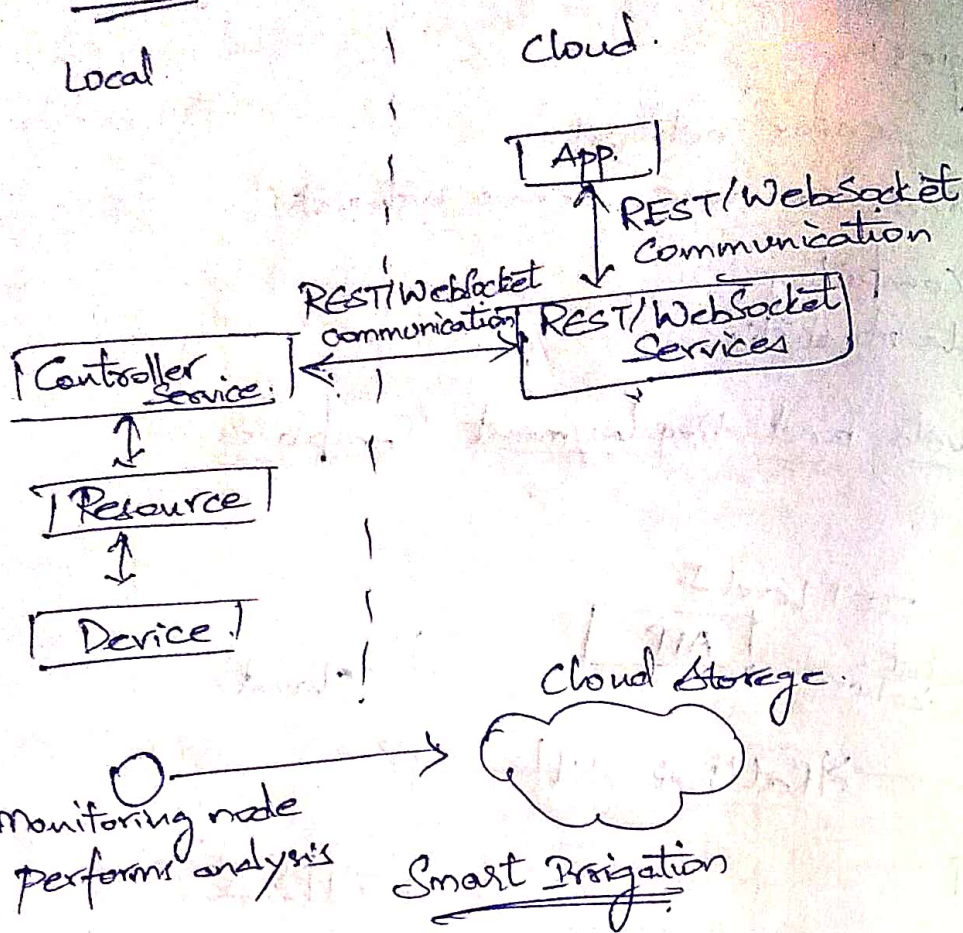 Local
Cloud.
App.
REST/WebSocket
Communication
REST/WebSocket
communication
REST/WebSocket
Services
Controller
Service.
Resource
Device.
Cloud Storage.
Monitoring node
performs analysis
Smart Irrigation